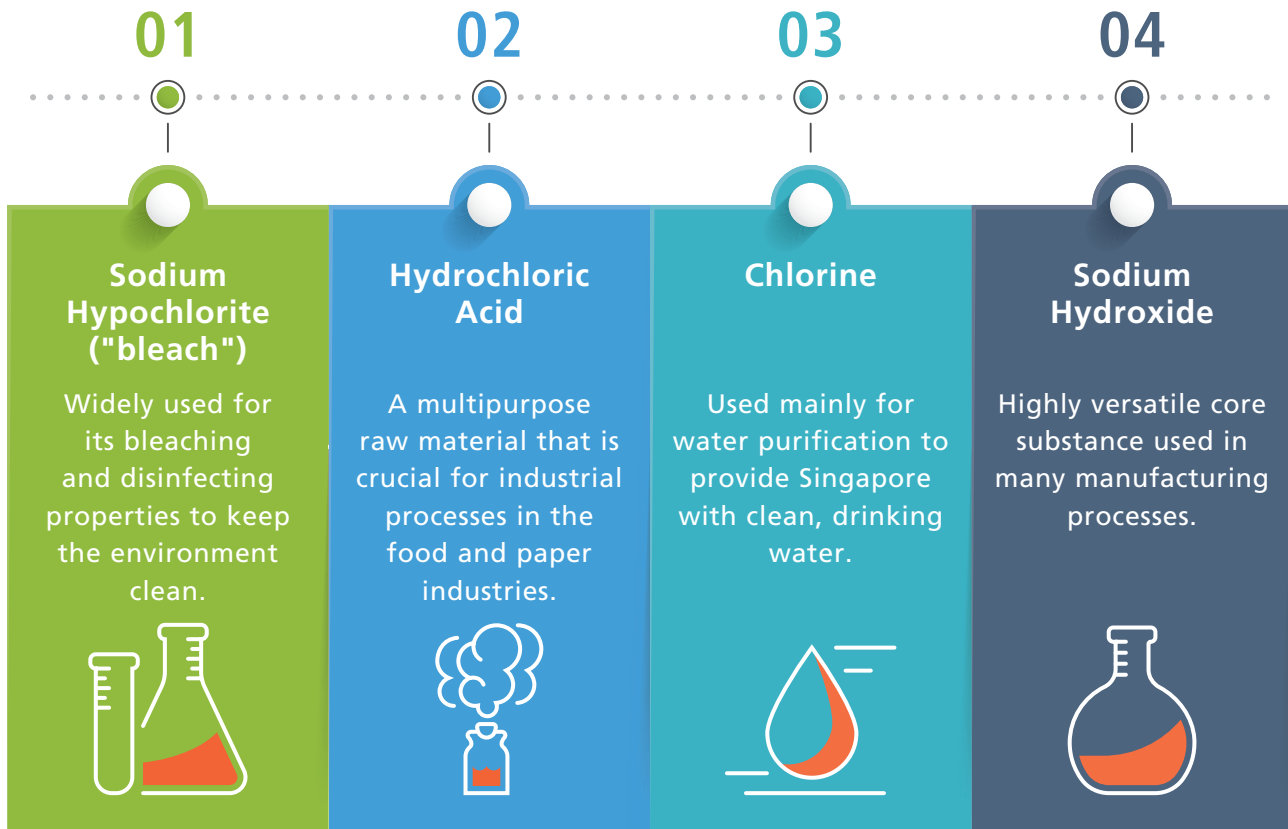 01
02
03
04
Sodium
Hypochlorite
("bleach")
Widely used for
its bleaching
and disinfecting
properties to keep
the environment
clean.
Hydrochloric
Acid
A multipurpose
raw material that is
crucial for industrial
processes in the
food and paper
industries.
Chlorine
Used mainly for
water purification to
provide Singapore
with clean, drinking
water.
Sodium
Hydroxide
Highly versatile core
substance used in
many manufacturing
processes.